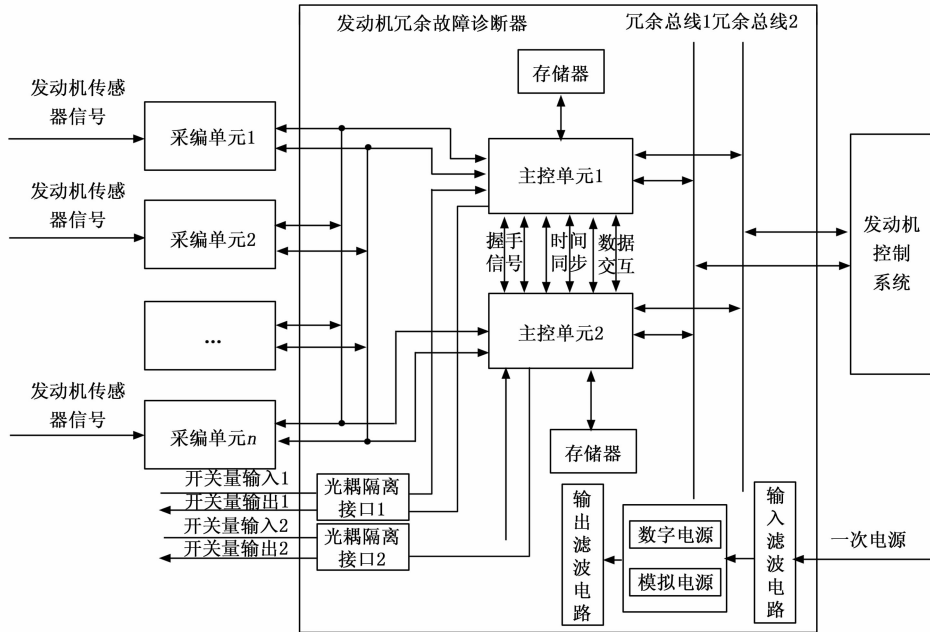 发动机冗余故障诊断器
冗余总线1
冗余总线2
发动机传感
器信号
采编单元1
存储器
主控单元1
发动机传感
器信号
采编单元2
握手
信号
时间
同步
数据
交互
发动机
控制
系统
...
主控单元2
发动机传感
器信号
采编单元n
存储器
开关量输入1
开关量输出1
光耦隔离
接口1
开关量输入2
开关量输出2
光耦隔离
接口2
输出滤波电路
数字电源
模拟电源
输入滤波电路
一次电源